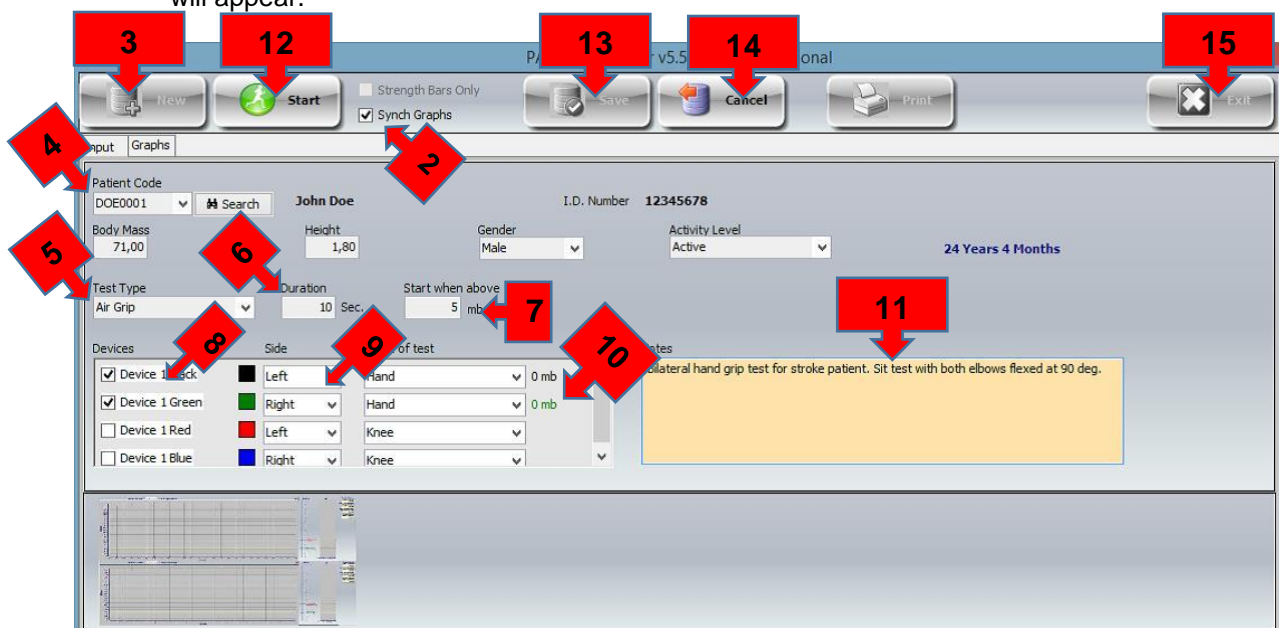 will appear.
3 12 13 14 15
v5.5 onal
New Start Strength Bars Only Save Cancel Print Exit
Synch Graphs
2
4
nput Graphs
Patient Code
DOE0001 Search John Doe I.D. Number 12345678
Body Mass Height Gender Activity Level
71,00 1,80 Male Active 24 Years 4 Months
5 6
Test Type Duration Start when above
Air Grip 10 Sec. 5 mb 7
11
8 9 10
Devices Side of test
Device 1 Left Hand 0 mb ilateral hand grip test for stroke patient. Sit test with both elbows flexed at 90 deg.
Device 1 Green Right Hand 0 mb
Device 1 Red Left Knee
Device 1 Blue Right Knee